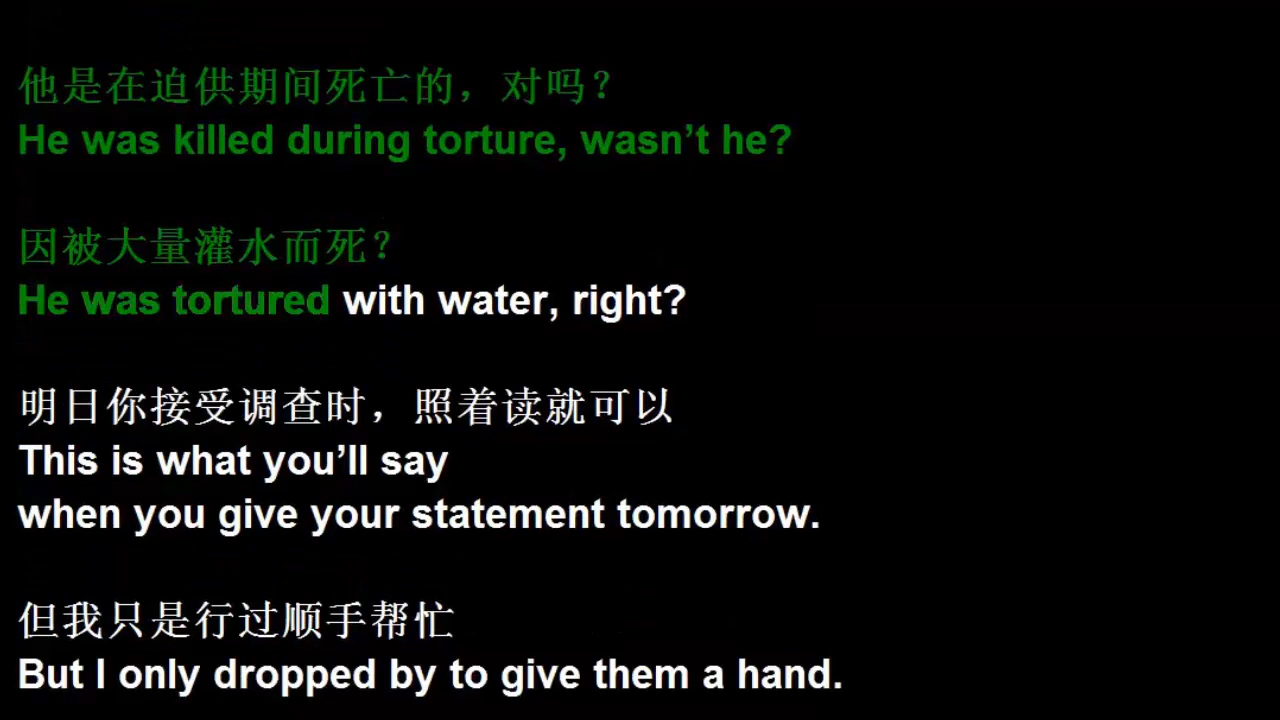 他是在迫供期间死亡的，对吗？
He was killed during torture, wasn’t he?
因被大量灌水而死？
He was tortured with water, right?
明日你接受调查时，照着读就可以
This is what you’ll say
when you give your statement tomorrow.
但我只是行过顺手帮忙
But I only dropped by to give them a hand.